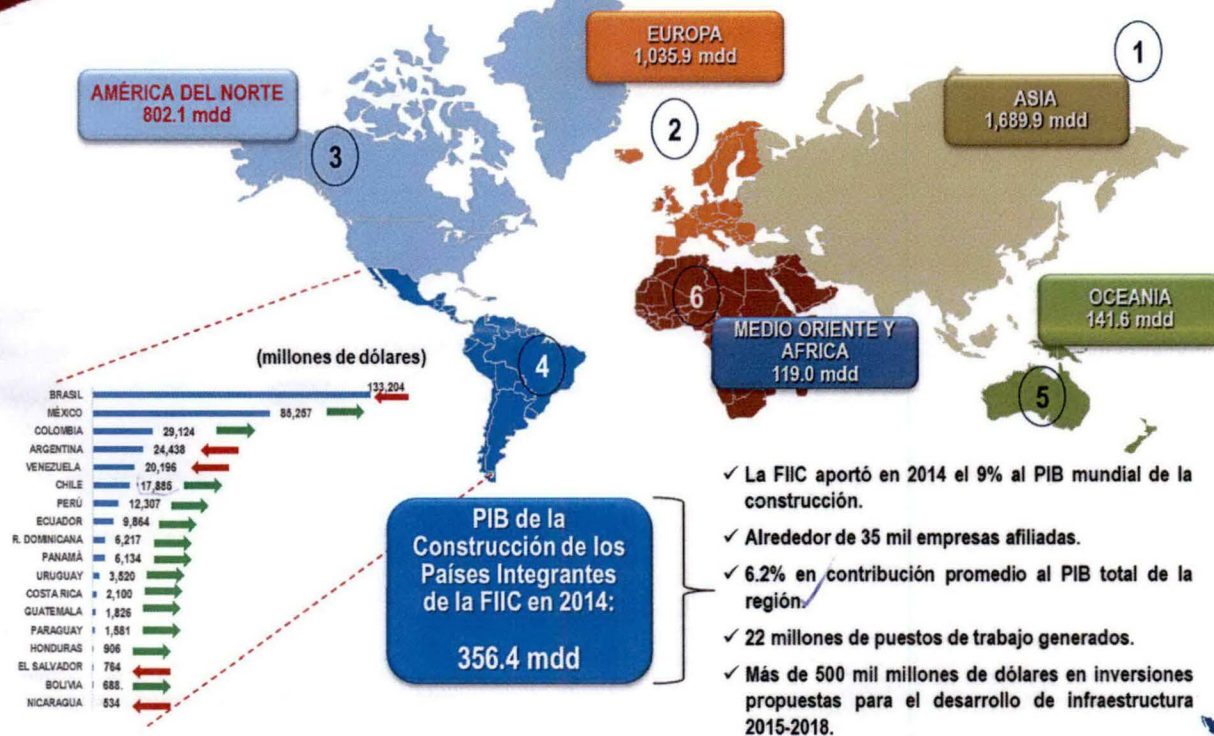 EUROPA
1,035.9 mdd
1
AMÉRICA DEL NORTE
802.1 mdd
ASIA
1,689.9 mdd
2
3
6
OCEANIA
141.6 mdd
MEDIO ORIENTE Y
AFRICA
119.0 mdd
4
5
(millones de dólares)
BRASIL 133,204
MÉXICO
COLOMBIA 29,124
ARGENTINA 24,438
VENEZUELA 20,196
CHILE 17,885
PERÚ 12,307
ECUADOR 9,864
R. DOMINICANA 6,217
PANAMÁ 6,134
URUGUAY 3,520
COSTA RICA 2,100
GUATEMALA 1,826
PARAGUAY 1,581
HONDURAS 906
EL SALVADOR 764
BOLIVIA 688.
NICARAGUA 534
PIB de la
Construcción de los
Países Integrantes
de la FIIC en 2014:
356.4 mdd
✓ La FIIC aportó en 2014 el 9% al PIB mundial de la
construcción.
✓ Alrededor de 35 mil empresas afiliadas.
✓ 6.2% en contribución promedio al PIB total de la
región.
✓ 22 millones de puestos de trabajo generados.
✓ Más de 500 mil millones de dólares en inversiones
propuestas para el desarrollo de infraestructura
2015-2018.